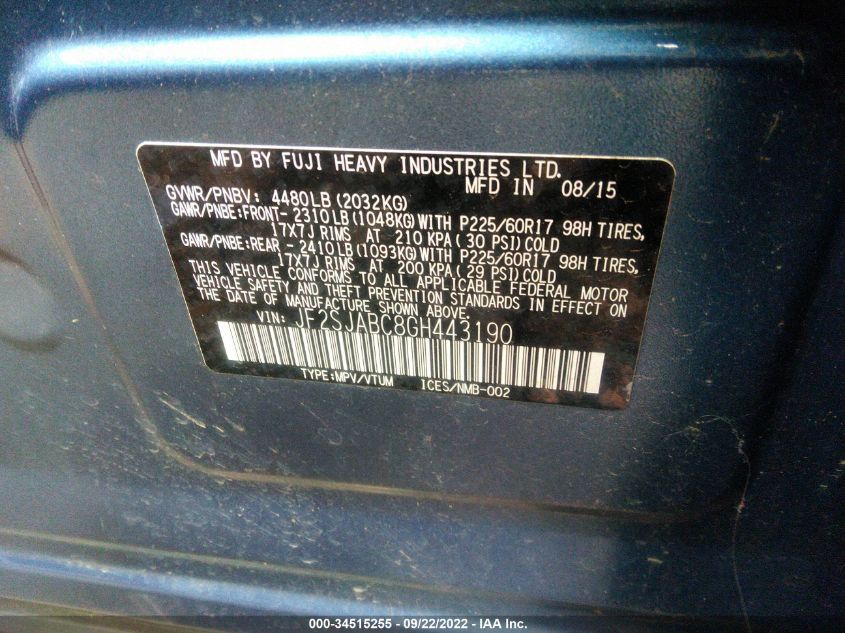 MFD BY FUJI HEAVY INDUSTRIES LTD.
MFD IN 08/15
GVWR/PNBV: 4480LB (2032KG)
GAWR/PNBE:FRONT- 2310LB (1048KG) WITH P225/60R17 98H TIRES,
17X7J RIMS AT 210 KPA ( 30 PSI) COLD
GAWR/PNBE:REAR - 2410LB (1093KG) WITH P225/60R17 98H TIRES,
17X7J RIMS AT 200 KPA ( 29 PSI) COLD
THIS VEHICLE CONFORMS TO ALL APPLICABLE FEDERAL MOTOR
VEHICLE SAFETY AND THEFT PREVENTION STANDARDS IN EFFECT ON
THE DATE OF MANUFACTURE SHOWN ABOVE.
VIN: JF2SJABC8GH443190
TYPE:MPV/VTUM ICES/NMB-002
000-34515255 - 09/22/2022 - IAA Inc.